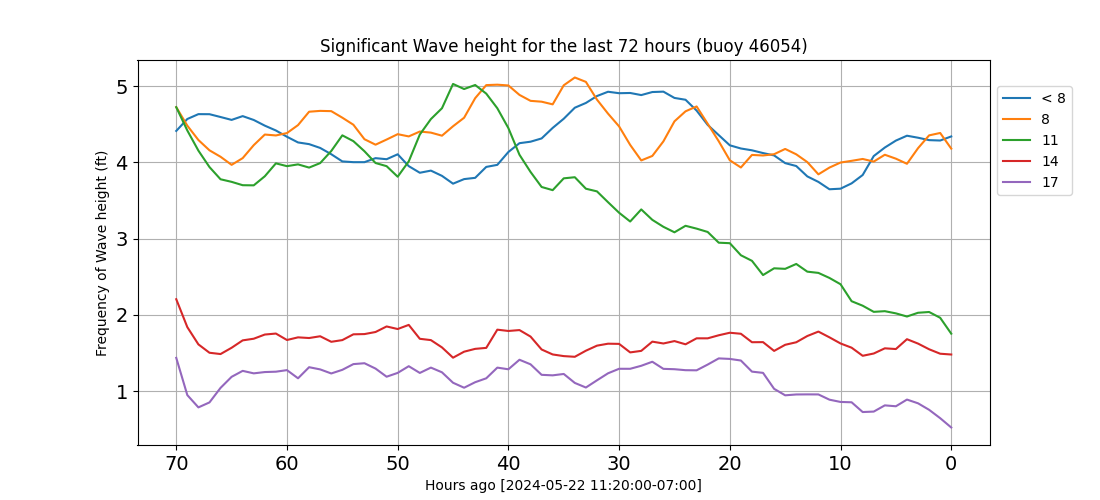 Significant Wave height for the last 72 hours (buoy 46054)
Frequency of Wave height (ft)
5
4
3
2
1
70 60 50 40 30 20 10 0
Hours ago [2024-05-22 11:20:00-07:00]
< 8
8
11
14
17